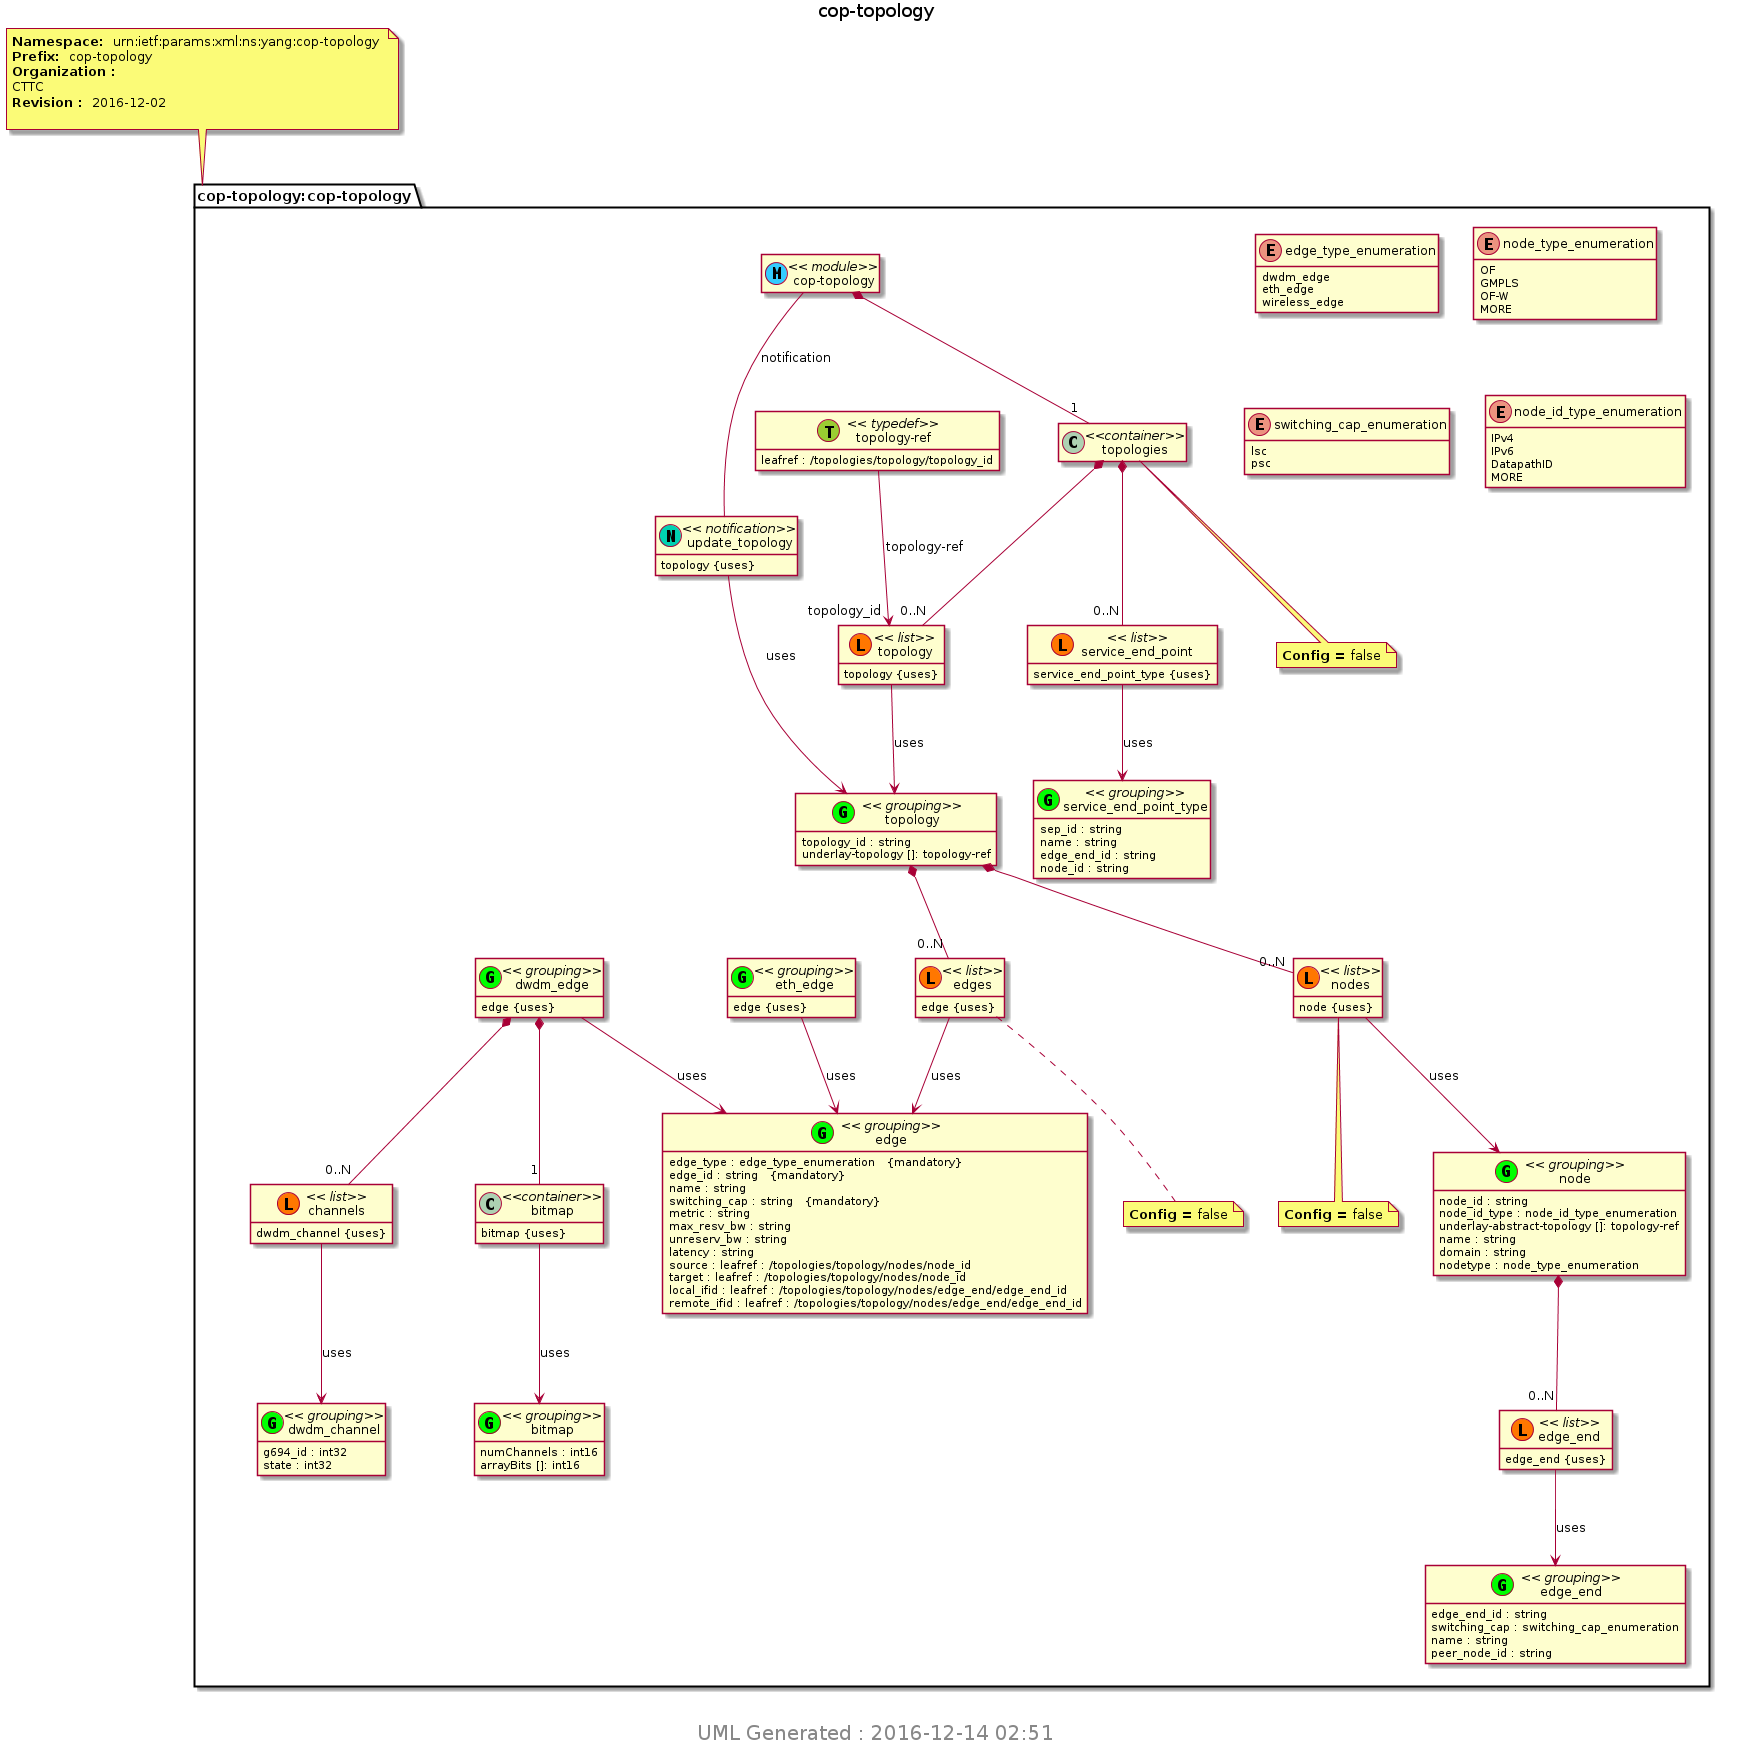 cop-topology
Namespace: urn:ietf:params:xml:ns:yang:cop-topology
Prefix: cop-topology
Organization :
CTTC
Revision : 2016-12-02
cop-topology:cop-topology
M
<< module>>
cop-topology
E edge_type_enumeration
dwdm_edge
eth_edge
wireless_edge
E node_type_enumeration
OF
GMPLS
OF-W
MORE
notification
1
T
<< typedef>>
topology-ref
leafref : /topologies/topology/topology_id
C
<<container>>
topologies
E switching_cap_enumeration
lsc
psc
E node_id_type_enumeration
IPv4
IPv6
DatapathID
MORE
N
<< notification>>
update_topology
topology {uses}
topology-ref
topology_id
0..N
0..N
uses
L
<< list>>
topology
topology {uses}
L
<< list>>
service_end_point
service_end_point_type {uses}
Config = false
uses
uses
G
<< grouping>>
topology
topology_id : string
underlay-topology []: topology-ref
G
<< grouping>>
service_end_point_type
sep_id : string
name : string
edge_end_id : string
node_id : string
0..N
0..N
G
<< grouping>>
dwdm_edge
edge {uses}
G
<< grouping>>
eth_edge
edge {uses}
L
<< list>>
edges
edge {uses}
L
<< list>>
nodes
node {uses}
uses
uses
uses
uses
0..N
1
L
<< list>>
channels
dwdm_channel {uses}
C
<<container>>
bitmap
bitmap {uses}
G
<< grouping>>
edge
edge_type : edge_type_enumeration {mandatory}
edge_id : string {mandatory}
name : string
switching_cap : string {mandatory}
metric : string
max_resv_bw : string
unreserv_bw : string
latency : string
source : leafref : /topologies/topology/nodes/node_id
target : leafref : /topologies/topology/nodes/node_id
local_ifid : leafref : /topologies/topology/nodes/edge_end/edge_end_id
remote_ifid : leafref : /topologies/topology/nodes/edge_end/edge_end_id
Config = false
Config = false
G
<< grouping>>
node
node_id : string
node_id_type : node_id_type_enumeration
underlay-abstract-topology []: topology-ref
name : string
domain : string
nodetype : node_type_enumeration
uses
uses
0..N
G
<< grouping>>
dwdm_channel
g694_id : int32
state : int32
G
<< grouping>>
bitmap
numChannels : int16
arrayBits []: int16
L
<< list>>
edge_end
edge_end {uses}
uses
G
<< grouping>>
edge_end
edge_end_id : string
switching_cap : switching_cap_enumeration
name : string
peer_node_id : string
UML Generated : 2016-12-14 02:51